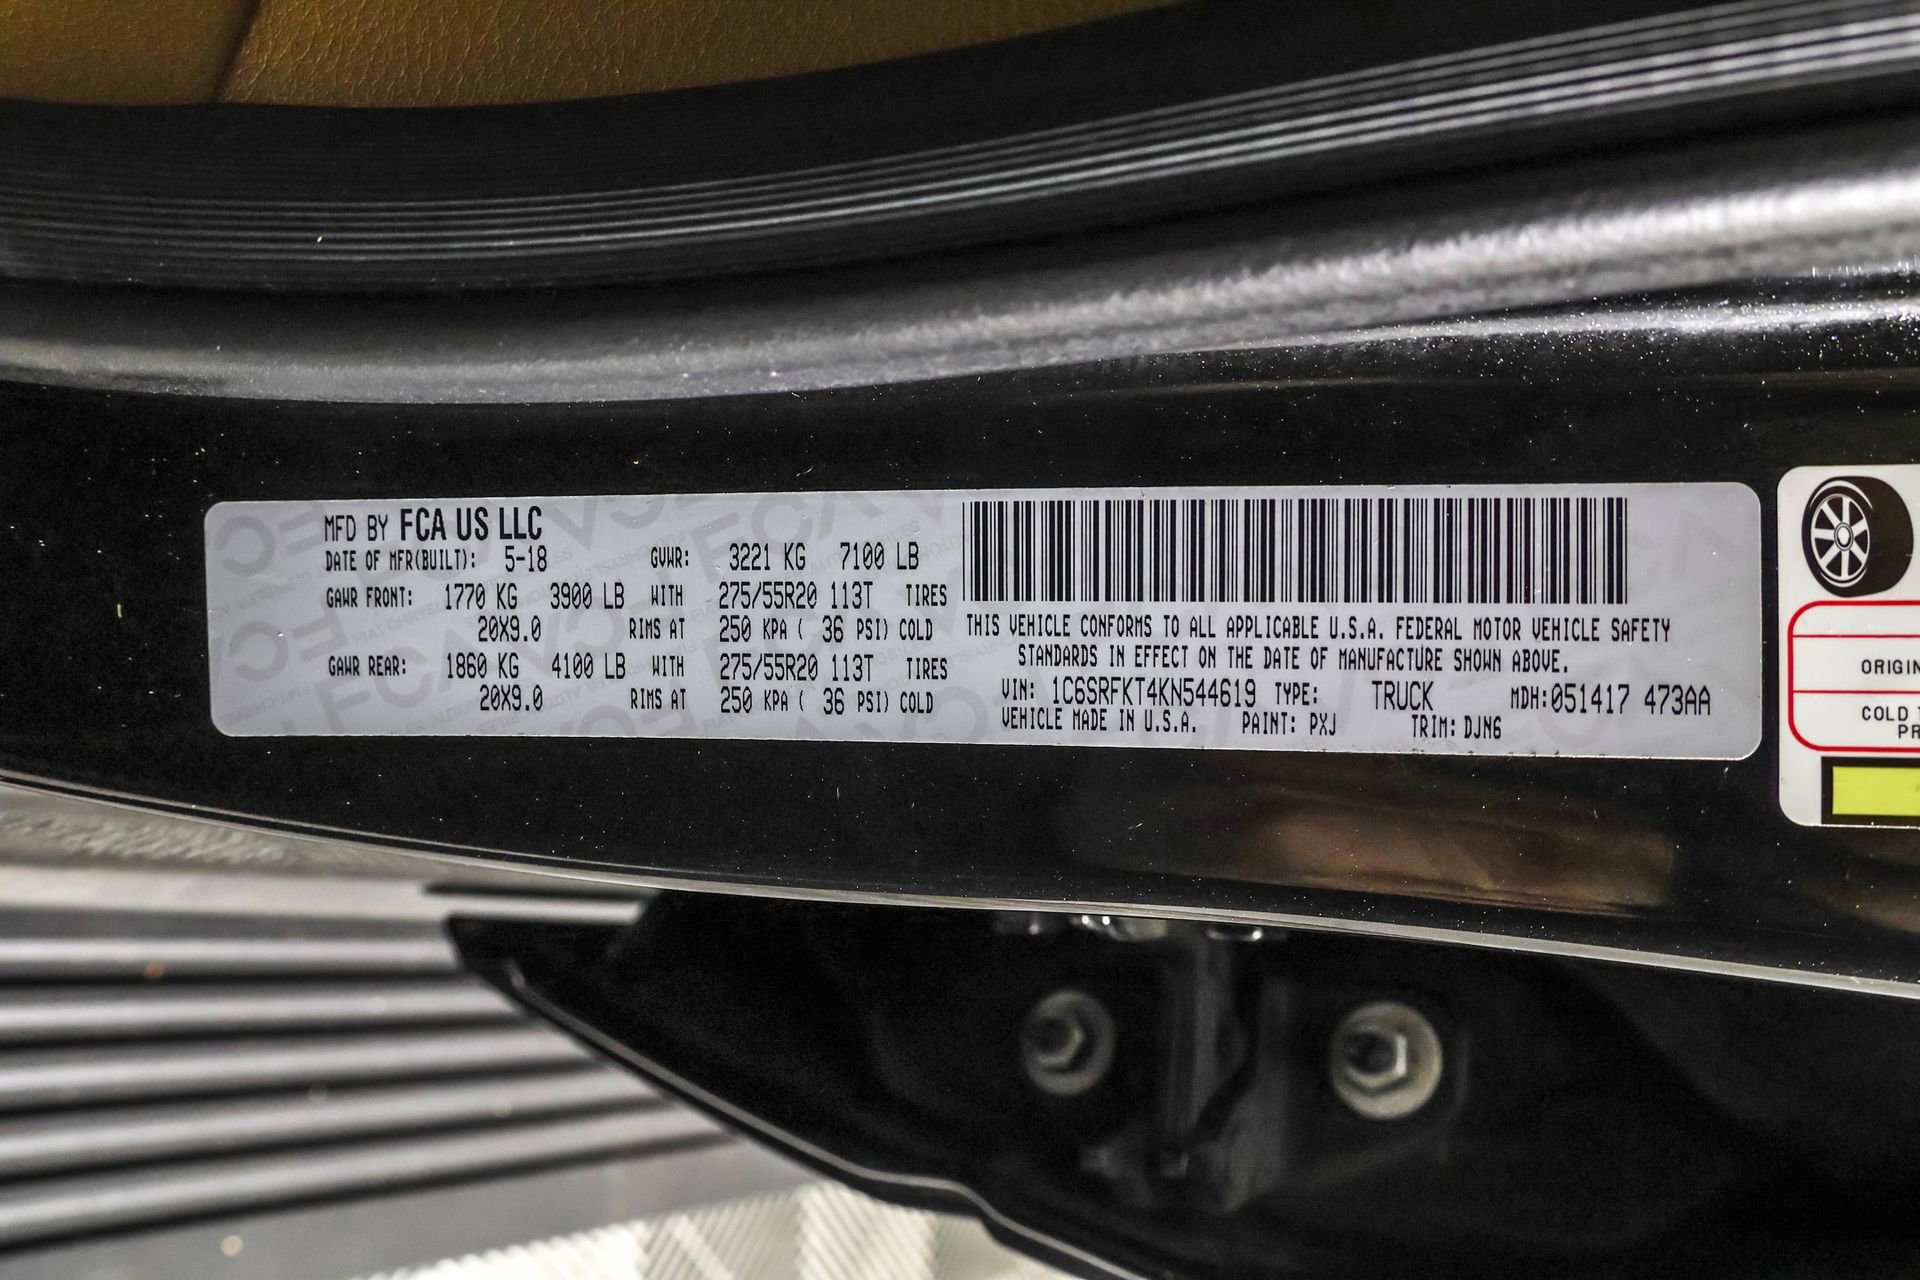 MFD BY FCA US LLC
DATE OF MFR(BUILT): 5-18 GVWR: 3221 KG 7100 LB
GAWR FRONT: 1770 KG 3900 LB WITH 275/55R20 113T TIRES
20X9.0 RIMS AT 250 KPA ( 36 PSI) COLD
GAWR REAR: 1860 KG 4100 LB WITH 275/55R20 113T TIRES
20X9.0 RIMS AT 250 KPA ( 36 PSI) COLD
THIS VEHICLE CONFORMS TO ALL APPLICABLE U.S.A. FEDERAL MOTOR VEHICLE SAFETY
STANDARDS IN EFFECT ON THE DATE OF MANUFACTURE SHOWN ABOVE.
VIN: 1C6SRFKT4KN544619 TYPE: TRUCK MDH:051417 473AA
VEHICLE MADE IN U.S.A. PAINT: PXJ TRIM: DJN6
ORIGIN
COLD T
PR